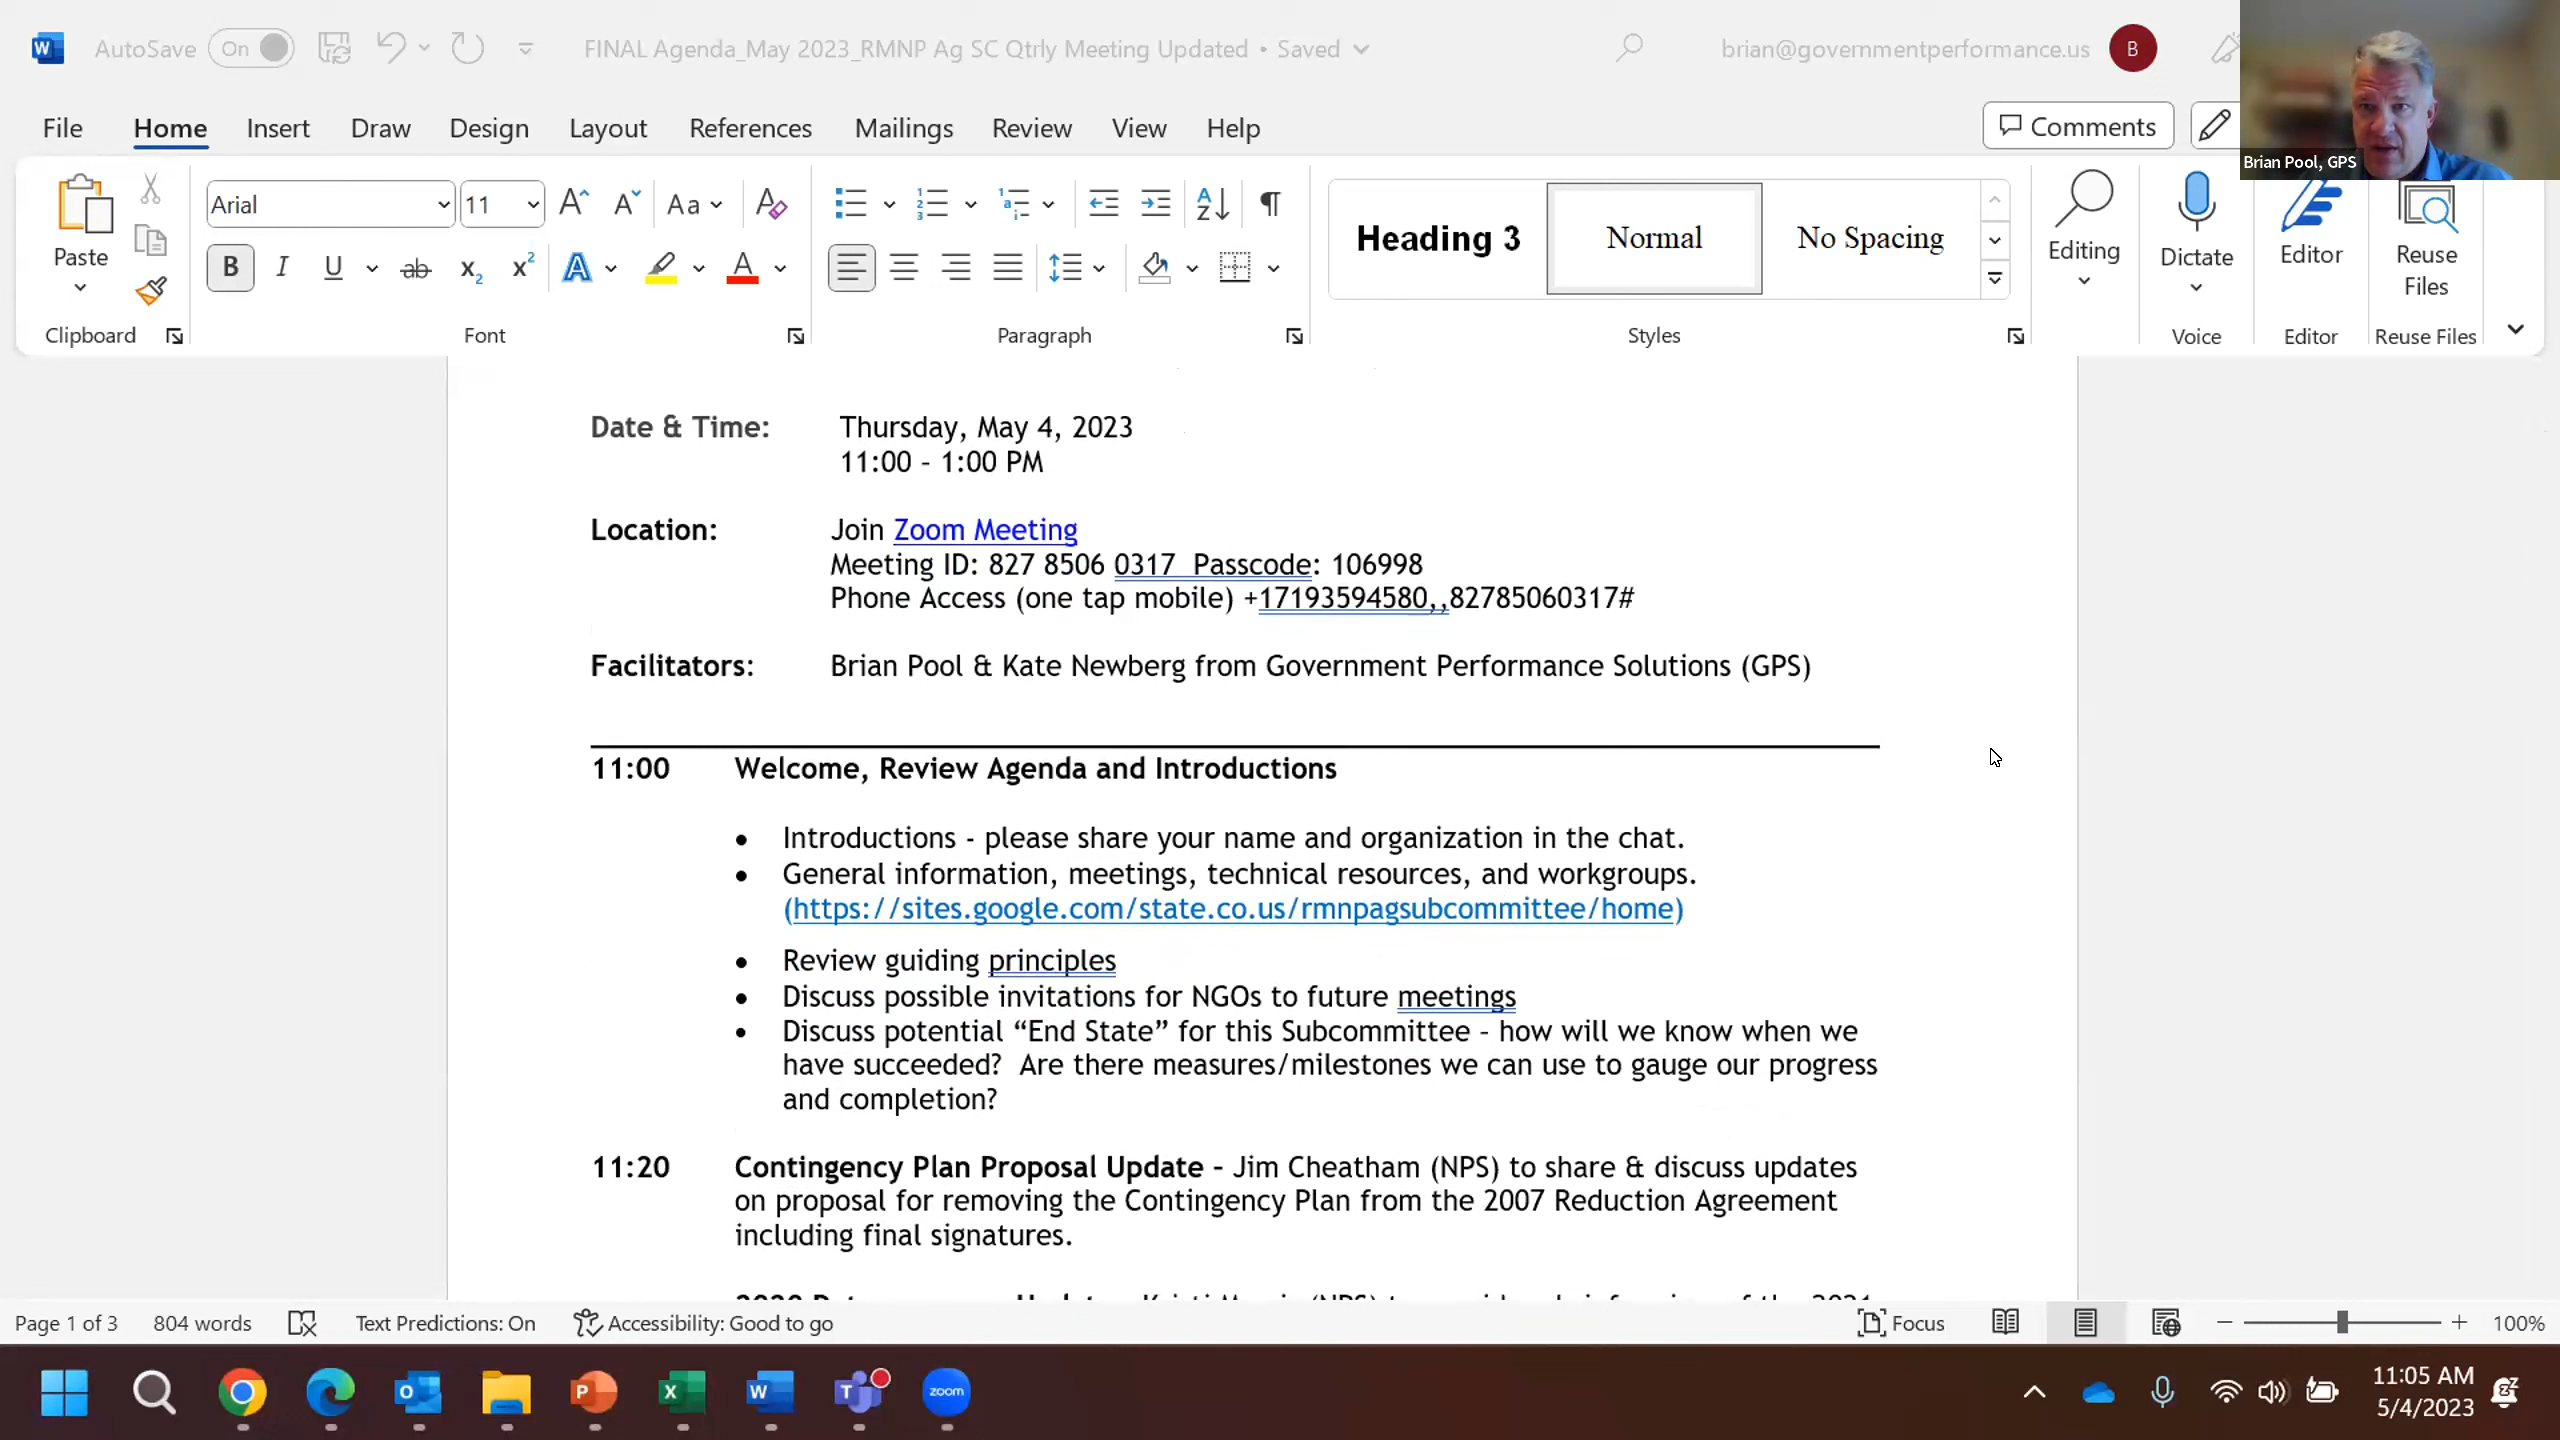 AutoSave On FINAL Agenda_May 2023_RMNP Ag SC Qtrly Meeting Updated • Saved brian@governmentperformance.us B
File Home Insert Draw Design Layout References Mailings Review View Help Comments
Brian Pool, GPS
Paste Arial 11 Aa Heading 3 Normal No Spacing Editing Dictate Editor Reuse Files
Clipboard Font Paragraph Styles Voice Editor Reuse Files
Date & Time: Thursday, May 4, 2023
11:00 - 1:00 PM
Location: Join Zoom Meeting
Meeting ID: 827 8506 0317 Passcode: 106998
Phone Access (one tap mobile) +17193594580,,82785060317#
Facilitators: Brian Pool & Kate Newberg from Government Performance Solutions (GPS)
11:00 Welcome, Review Agenda and Introductions
• Introductions - please share your name and organization in the chat.
• General information, meetings, technical resources, and workgroups.
(https://sites.google.com/state.co.us/rmnpagsubcommittee/home)
• Review guiding principles
• Discuss possible invitations for NGOs to future meetings
• Discuss potential “End State” for this Subcommittee - how will we know when we
have succeeded? Are there measures/milestones we can use to gauge our progress
and completion?
11:20 Contingency Plan Proposal Update - Jim Cheatham (NPS) to share & discuss updates
on proposal for removing the Contingency Plan from the 2007 Reduction Agreement
including final signatures.
Page 1 of 3 804 words Text Predictions: On Accessibility: Good to go Focus 100%
zoom 11:05 AM
5/4/2023